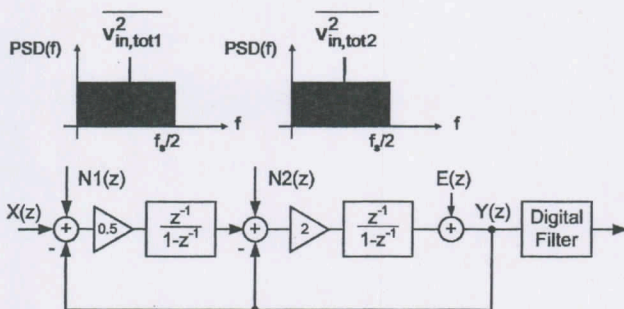 v²in,tot1
v²in,tot2
PSD(f)
PSD(f)
f
f
fs/2
fs/2
N1(z)
N2(z)
E(z)
X(z)
Y(z)
+
0.5
z⁻¹
1-z⁻¹
+
2
z⁻¹
1-z⁻¹
+
Digital
Filter
-
-